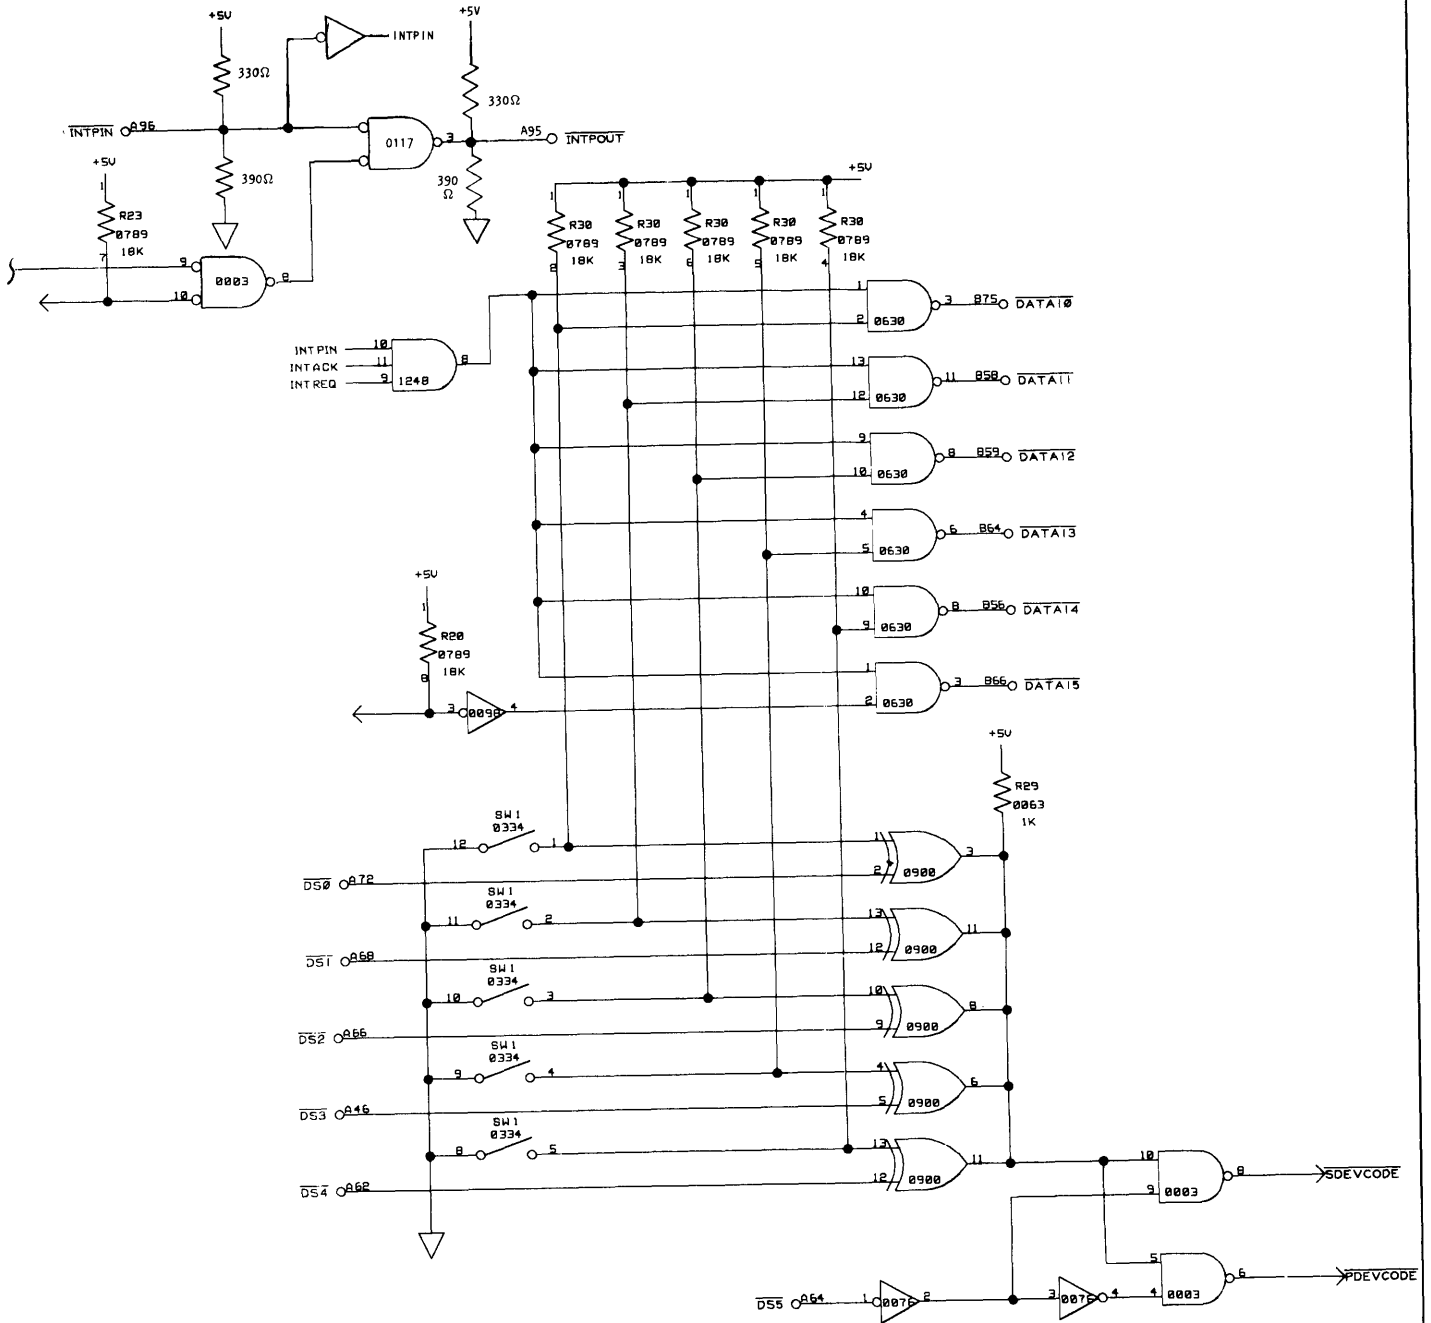 +5V
+5V
INTPIN
330Ω
330Ω
INTPIN A96
0117
3
A95 INTPOUT
+5V
+5V
390Ω
390
Ω
1
R23
0789
18K
7
1 1 1 1 1
R30 R30 R30 R30 R30
0789 0789 0789 0789 0789
18K 18K 18K 18K 18K
2 3 6 5 4
9
0003
8
10
1
2
0630
3 B75 DATA10
INTPIN 10
INTACK 11
INTREQ 9
1248
8
13
12
0630
11 B58 DATA11
9
10
0630
8 B59 DATA12
4
5
0630
6 B64 DATA13
+5V
1
R20
0789
18K
8
10
9
0630
8 B56 DATA14
1
2
0630
3 B66 DATA15
3 0098 4
+5V
R29
0063
1K
SW1
0334
12 1
1
2
0900
3
DS0 A72
SW1
0334
11 2
13
12
0900
11
DS1 A68
SW1
0334
10 3
10
9
0900
8
DS2 A66
SW1
0334
9 4
4
5
0900
6
DS3 A46
SW1
0334
8 5
13
12
0900
11
DS4 A62
10
9
0003
8
SDEVCODE
5
4
0003
6
PDEVCODE
DS5 A64 1 0076 2 3 0076 4